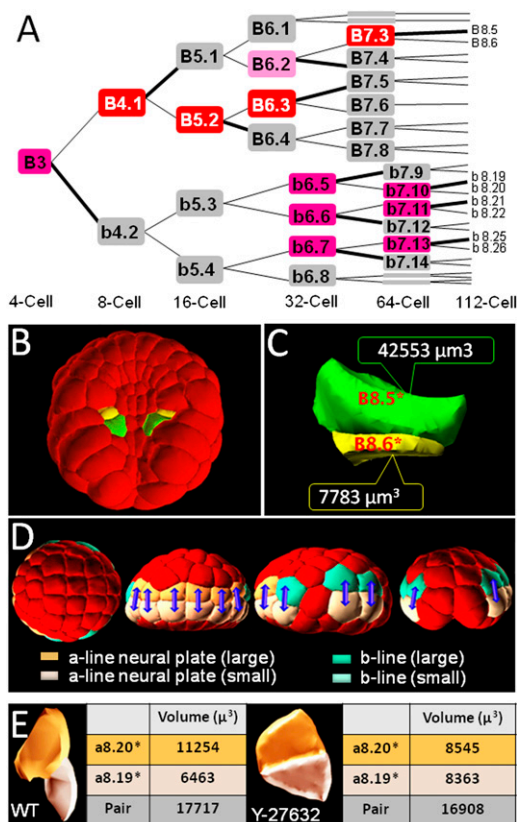 A
B3
B4.1
b4.2
B5.1
B5.2
b5.3
b5.4
B6.1
B6.2
B6.3
B6.4
b6.5
b6.6
b6.7
b6.8
B7.3
B7.4
B7.5
B7.6
B7.7
B7.8
b7.9
b7.10
b7.11
b7.12
b7.13
b7.14
B8.5
B8.6
b 8.19
b 8.20
b 8.21
b 8.22
b 8.25
b 8.26
4-Cell 8-Cell 16-Cell 32-Cell 64-Cell 112-Cell
B
C
42553 µm3
B8.5*
B8.6*
7783 µm³
D
a-line neural plate (large) b-line (large)
a-line neural plate (small) b-line (small)
E
WT
Volume (µ³)
a8.20* 11254
a8.19* 6463
Pair 17717
Y-27632
Volume (µ³)
a8.20* 8545
a8.19* 8363
Pair 16908